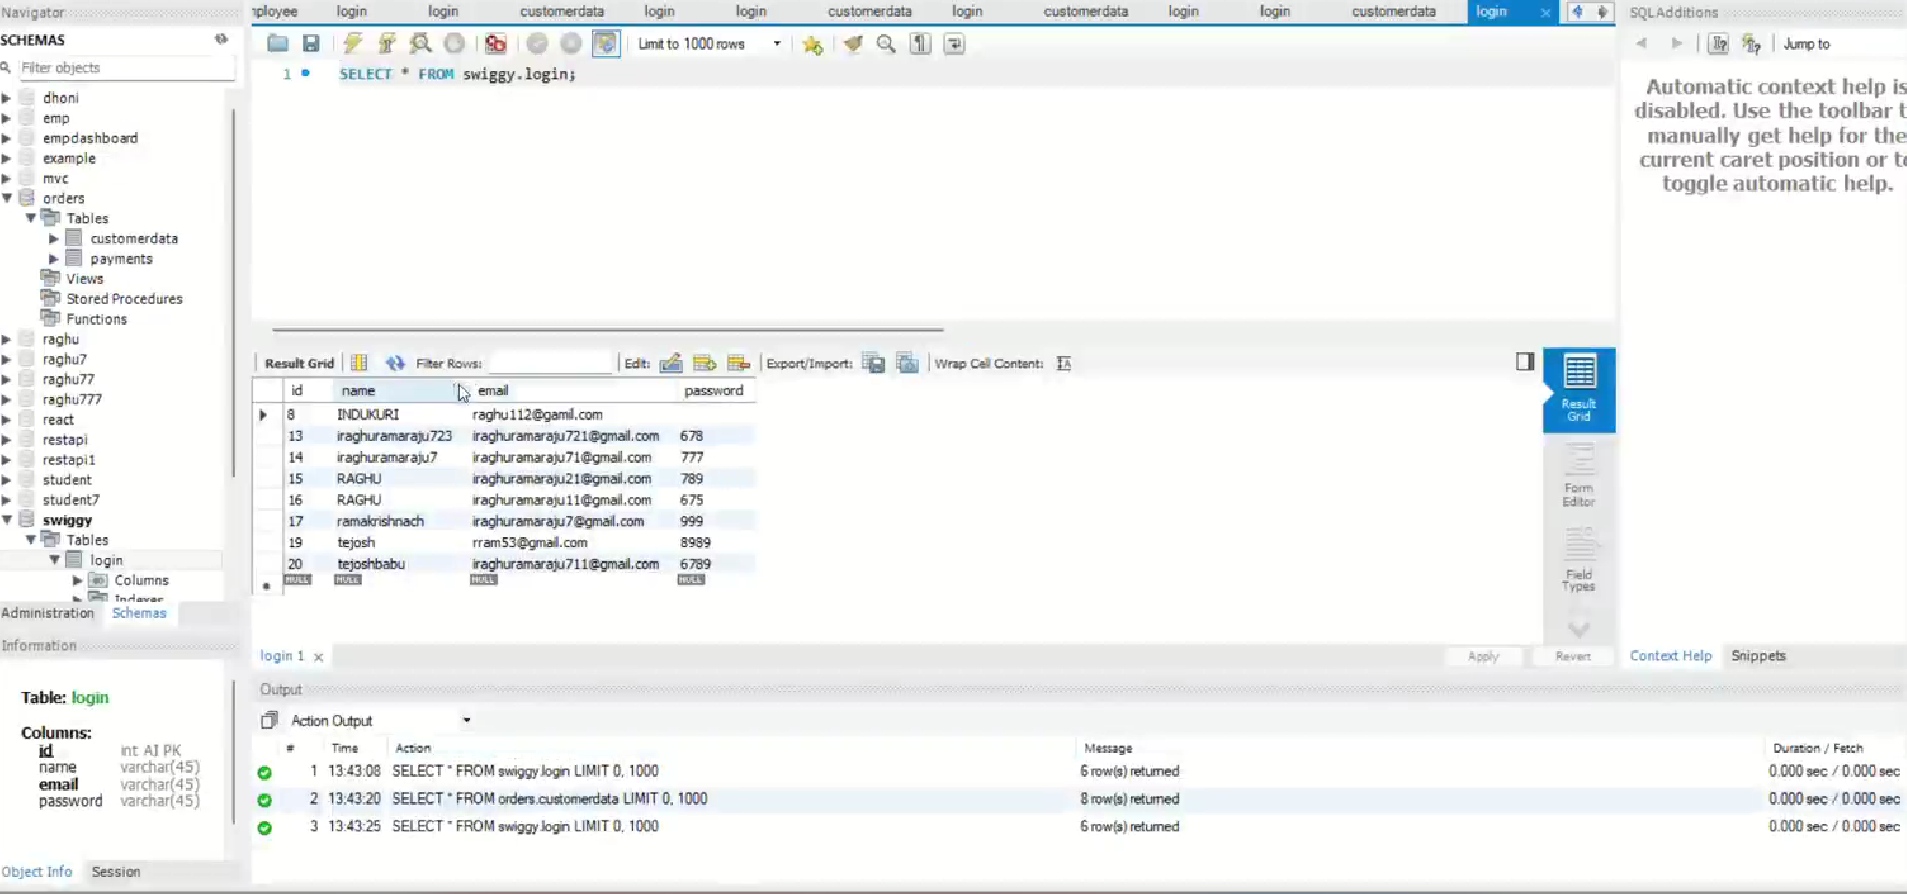 Navigator
SCHEMAS
Filter objects
dhoni
emp
empdashboard
example
mvc
orders
Tables
customerdata
payments
Views
Stored Procedures
Functions
raghu
raghu7
raghu77
raghu777
react
restapi
restapi1
student
student7
swiggy
Tables
login
Columns
Indexes
Administration Schemas
Information
Table: login
Columns:
id int AI PK
name varchar(45)
email varchar(45)
password varchar(45)
Object Info Session
nployee login login customerdata login login customerdata login customerdata login login customerdata login
Limit to 1000 rows
1 SELECT * FROM swiggy.login;
Result Grid Filter Rows: Edit: Export/Import: Wrap Cell Content:
id name email password
8 INDUKURI raghu112@gamil.com
13 iraghuramaraju723 iraghuramaraju721@gmail.com 678
14 iraghuramaraju7 iraghuramaraju71@gmail.com 777
15 RAGHU iraghuramaraju21@gmail.com 789
16 RAGHU iraghuramaraju11@gmail.com 675
17 ramakrishnach iraghuramaraju7@gmail.com 999
19 tejosh rram53@gmail.com 8989
20 tejoshbabu iraghuramaraju711@gmail.com 6789
NULL NULL NULL NULL
Result
Grid
Form
Editor
Field
Types
login 1 Apply Revert
Output
Action Output
# Time Action Message Duration / Fetch
1 13:43:08 SELECT * FROM swiggy.login LIMIT 0, 1000 6 row(s) returned 0.000 sec / 0.000 sec
2 13:43:20 SELECT * FROM orders.customerdata LIMIT 0, 1000 8 row(s) returned 0.000 sec / 0.000 sec
3 13:43:25 SELECT * FROM swiggy.login LIMIT 0, 1000 6 row(s) returned 0.000 sec / 0.000 sec
SQLAdditions
Jump to
Automatic context help is
disabled. Use the toolbar t
manually get help for the
current caret position or to
toggle automatic help.
Context Help Snippets